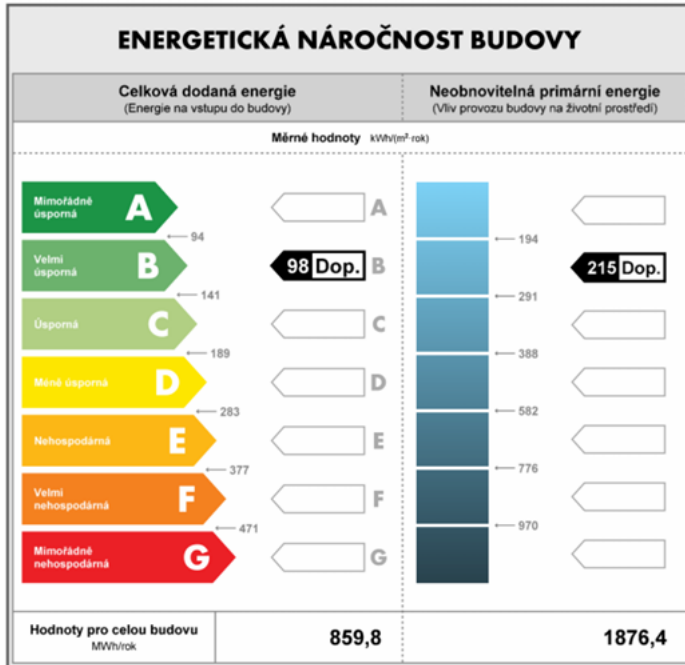 ENERGETICKÁ NÁROČNOST BUDOVY
Celková dodaná energie
(Energie na vstupu do budovy)
Neobnovitelná primární energie
(Vliv provozu budovy na životní prostředí)
Měrné hodnoty kWh/(m²·rok)
Mimořádně
úsporná
A
A
94
194
Velmi
úsporná
B
98 Dop.
B
215 Dop.
141
291
Úsporná
C
C
189
388
Méně úsporná
D
D
283
582
Nehospodárná
E
E
377
776
Velmi
nehospodárná
F
F
471
970
Mimořádně
nehospodárná
G
G
Hodnoty pro celou budovu
MWh/rok
859,8
1876,4